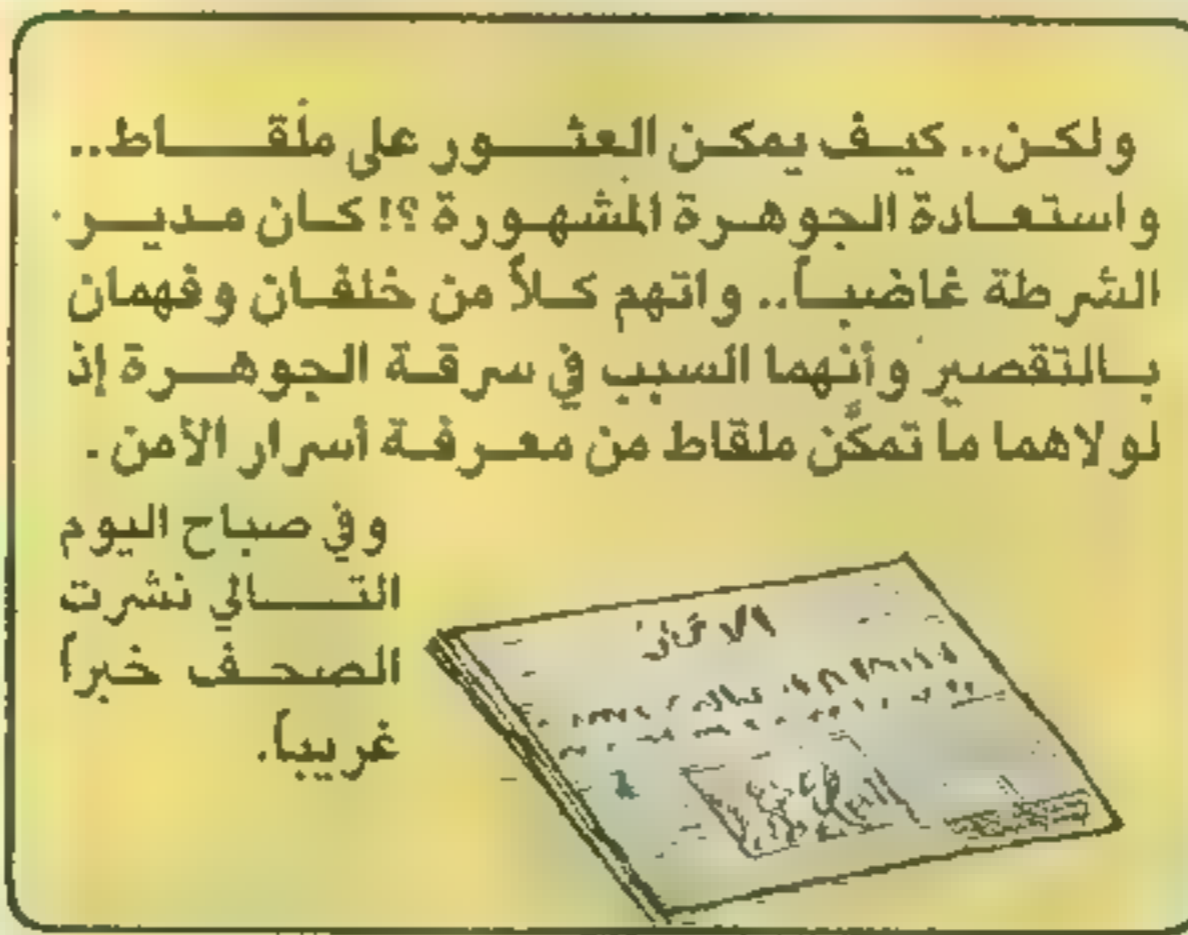 ولكن.. كيف يمكن العثور على ملقاط..
واستعادة الجوهرة المشهورة ؟! كان مدير
الشرطة غاضباً.. واتهم كلاً من خلفان وفهمان
بالتقصير وأنهما السبب في سرقة الجوهرة إذ
لولاهما ما تمكَّن ملقاط من معرفة أسرار الأمن .
وفي صباح اليوم
التالي نشرت
الصحف خبراً
غريباً.